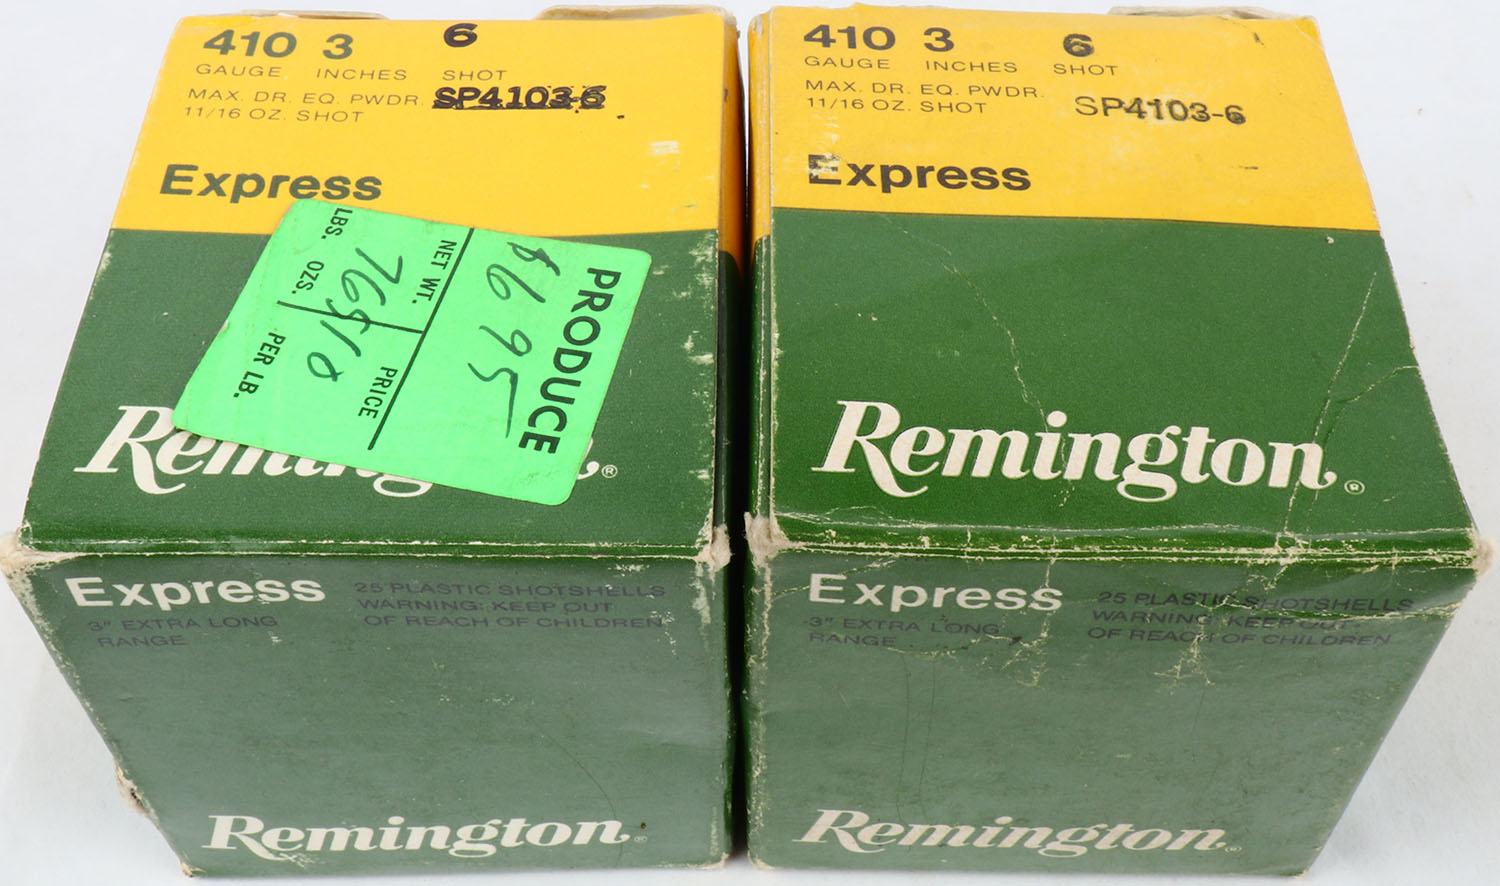 410 3 6
GAUGE INCHES SHOT
MAX. DR. EQ. PWDR. SP4103-6
11/16 OZ. SHOT
Express
PRODUCE
$6 95
NET WT. PRICE
LBS. OZS. PER LB.
Remington®
Express
3" EXTRA LONG
RANGE
25 PLASTIC SHOTSHELLS
WARNING: KEEP OUT
OF REACH OF CHILDREN
Remington®
410 3 6
GAUGE INCHES SHOT
MAX. DR. EQ. PWDR.
11/16 OZ. SHOT SP4103-6
Express
Remington®
Express
3" EXTRA LONG
RANGE
25 PLASTIC SHOTSHELLS
WARNING: KEEP OUT
OF REACH OF CHILDREN
Remington®